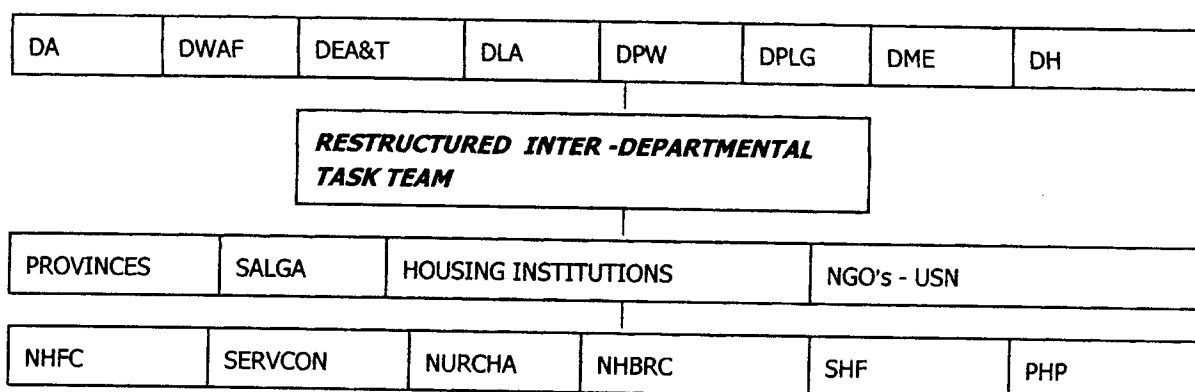 DA DWAF DEA&T DLA DPW DPLG DME DH
RESTRUCTURED INTER -DEPARTMENTAL
TASK TEAM
PROVINCES SALGA HOUSING INSTITUTIONS NGO's - USN
NHFC SERVCON NURCHA NHBRC SHF PHP